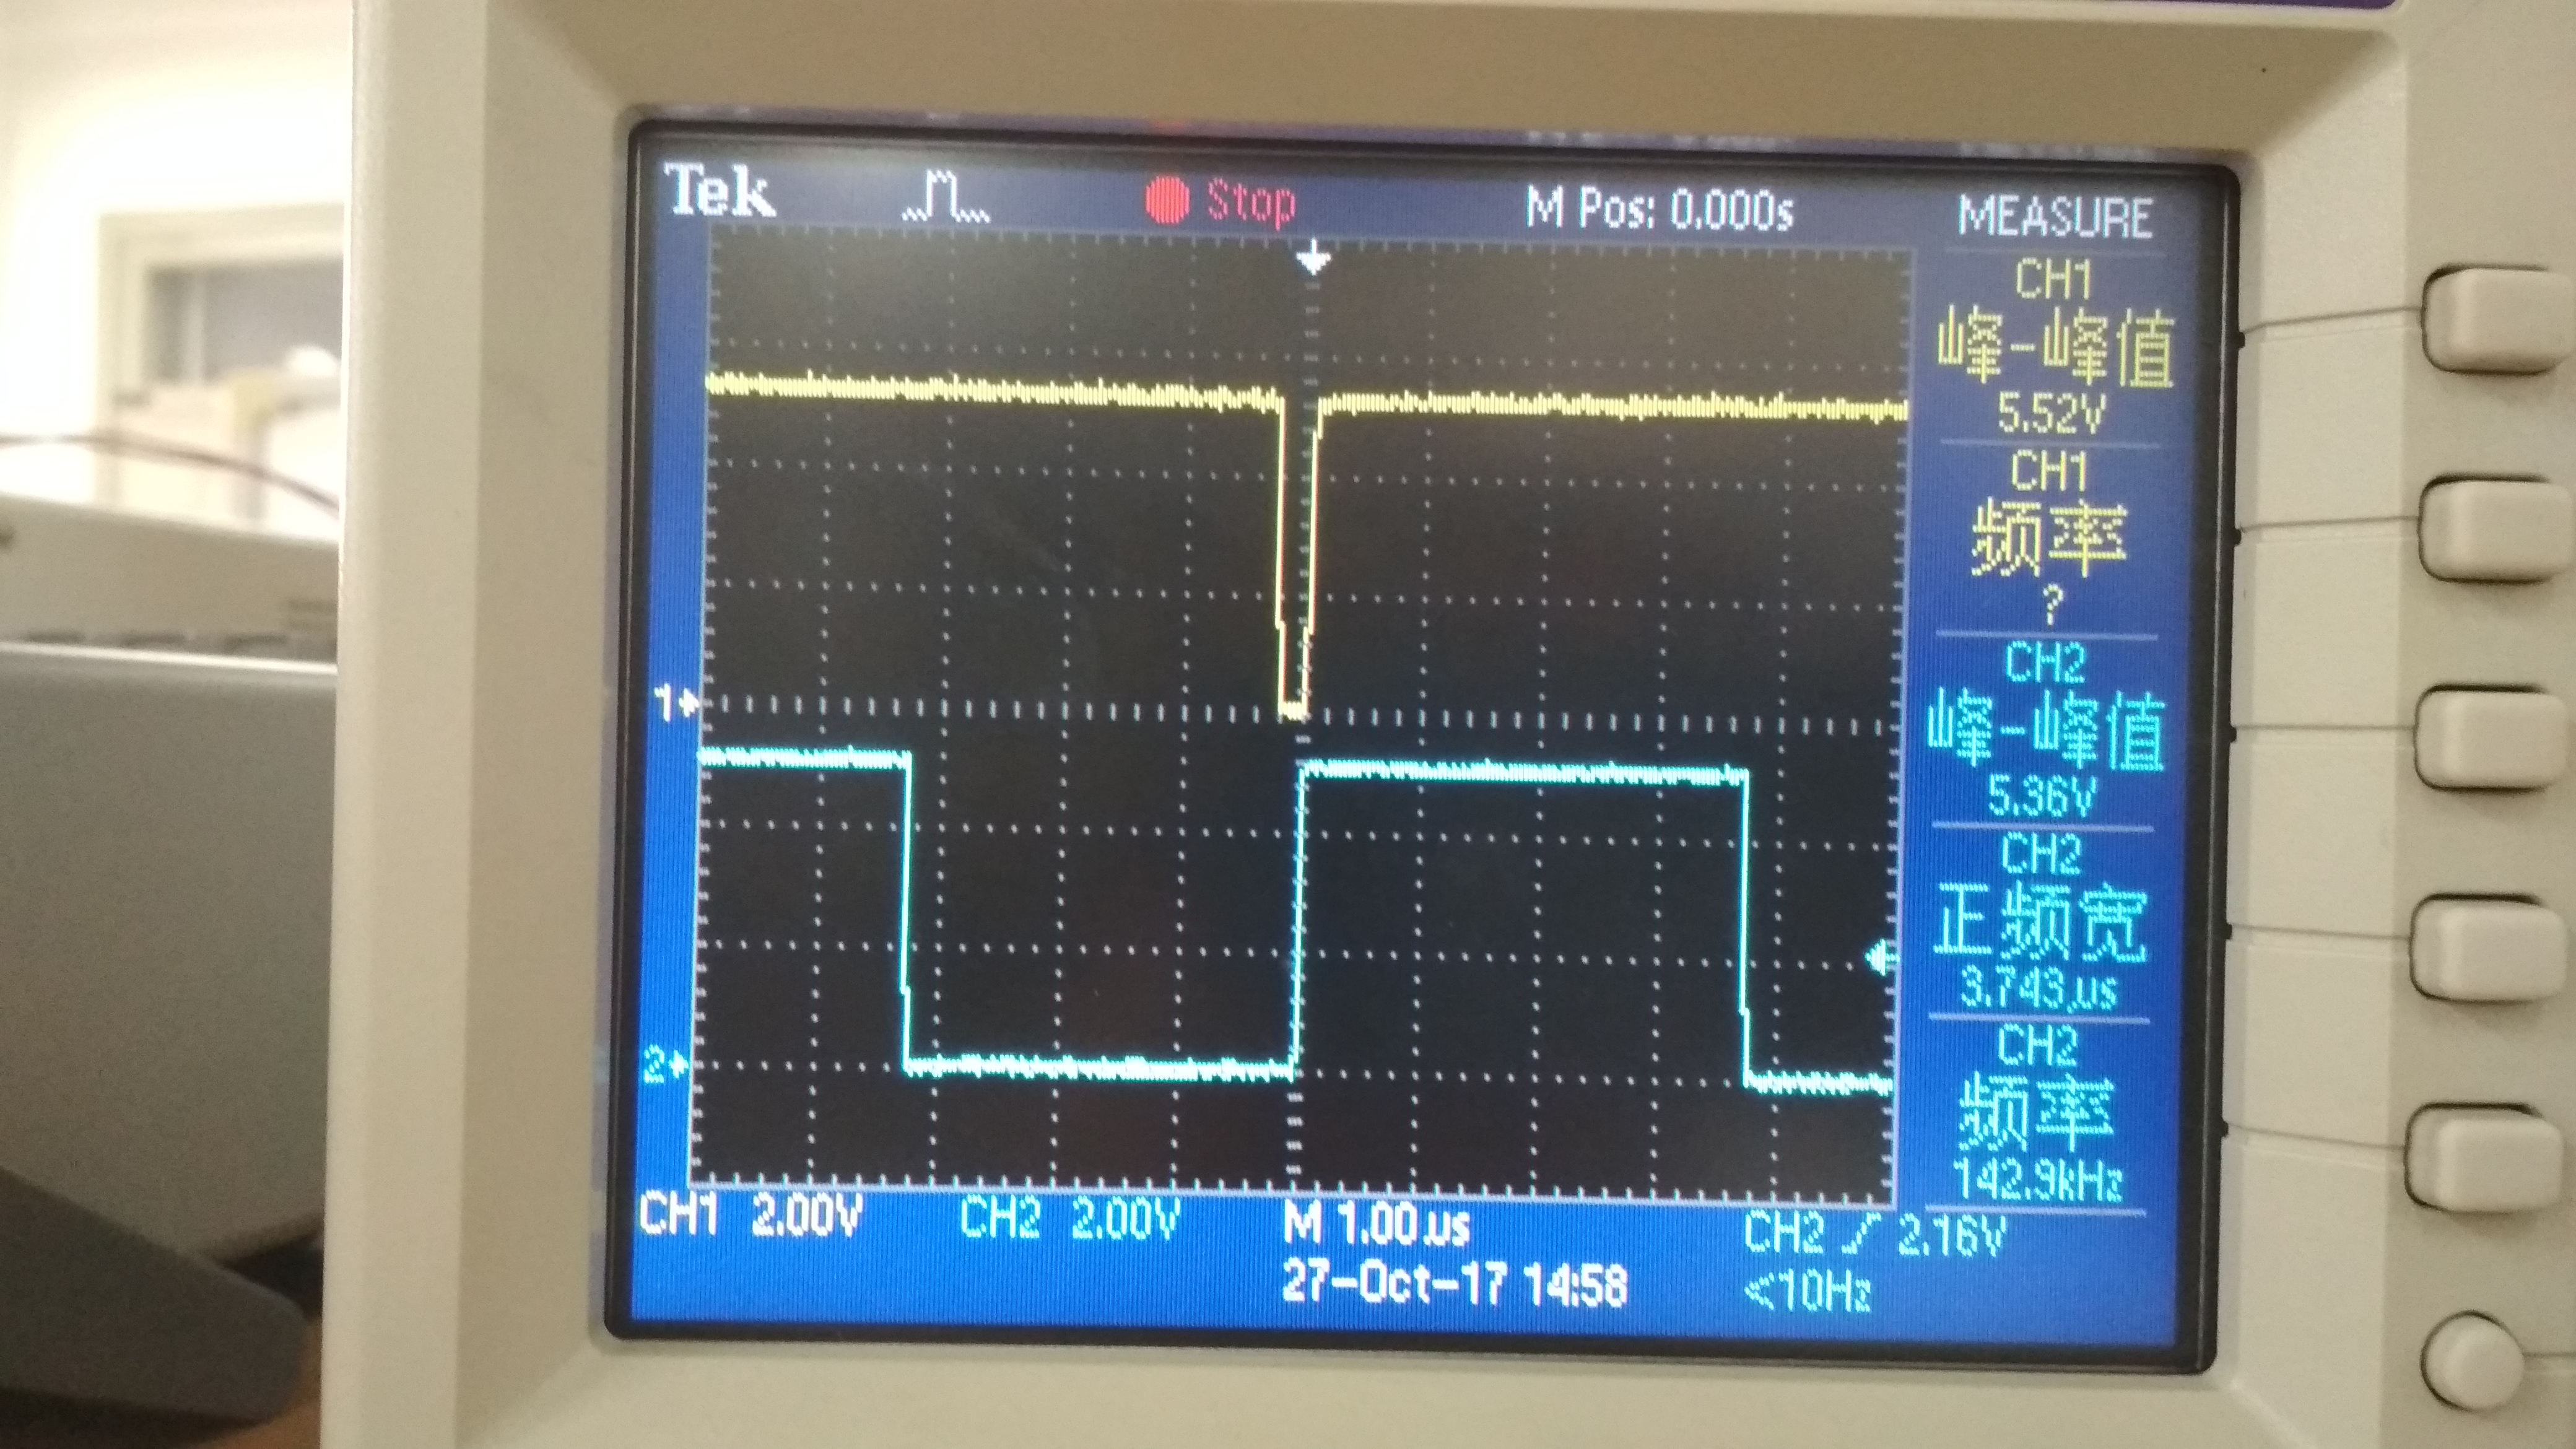 Tek Stop M Pos: 0.000s MEASURE
CH1
峰-峰值
5.52V
CH1
频率
?
CH2
峰-峰值
5.36V
CH2
正频宽
3.743µs
CH2
频率
142.9kHz
1
2
CH1 2.00V CH2 2.00V M 1.00µs CH2 2.16V
27-Oct-17 14:58 <10Hz